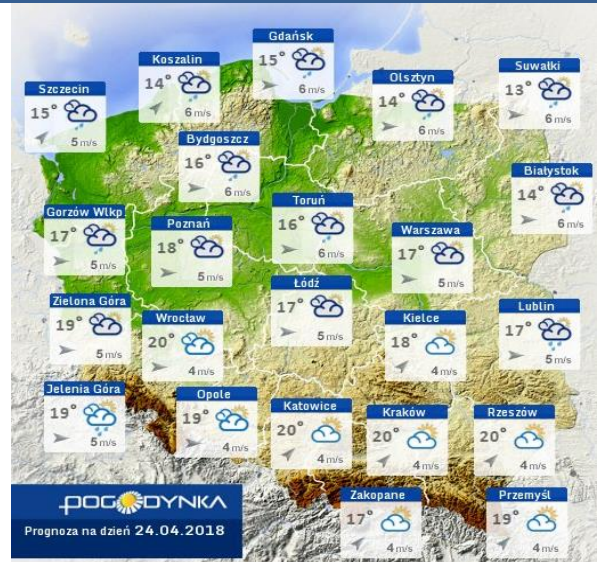 Gdańsk
15°
6 m/s
Koszalin
14°
6 m/s
Suwałki
13°
6 m/s
Olsztyn
14°
6 m/s
Szczecin
15°
5 m/s
Bydgoszcz
16°
6 m/s
Białystok
14°
6 m/s
Toruń
16°
6 m/s
Gorzów Wlkp
17°
5 m/s
Poznań
18°
5 m/s
Warszawa
17°
5 m/s
Łódź
17°
5 m/s
Zielona Góra
19°
5 m/s
Wrocław
20°
4 m/s
Kielce
18°
4 m/s
Lublin
17°
5 m/s
Jelenia Góra
19°
5 m/s
Opole
19°
4 m/s
Katowice
20°
4 m/s
Kraków
20°
4 m/s
Rzeszów
20°
4 m/s
Zakopane
17°
4 m/s
Przemyśl
19°
4 m/s
POGODYNKA
Prognoza na dzień 24.04.2018